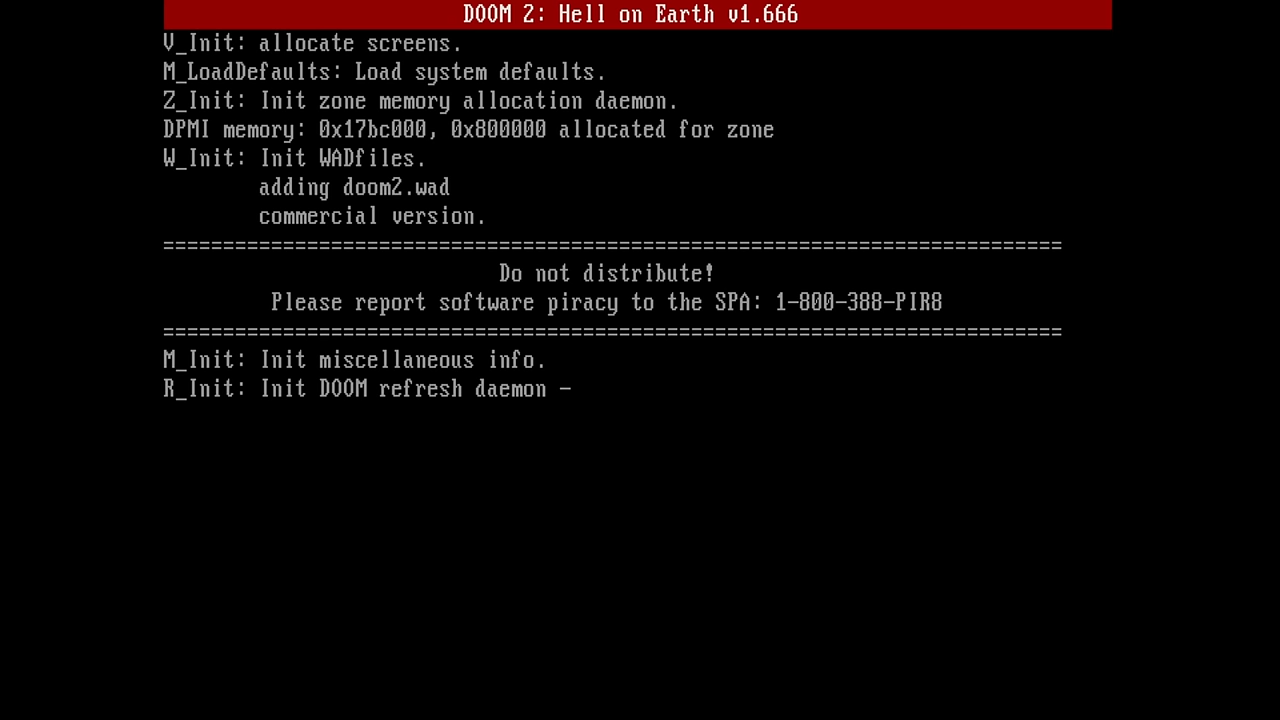 DOOM 2: Hell on Earth v1.666
V_Init: allocate screens.
M_LoadDefaults: Load system defaults.
Z_Init: Init zone memory allocation daemon.
DPMI memory: 0x17bc000, 0x800000 allocated for zone
W_Init: Init WADfiles.
adding doom2.wad
commercial version.
===========================================================================
Do not distribute!
Please report software piracy to the SPA: 1-800-388-PIR8
===========================================================================
M_Init: Init miscellaneous info.
R_Init: Init DOOM refresh daemon -